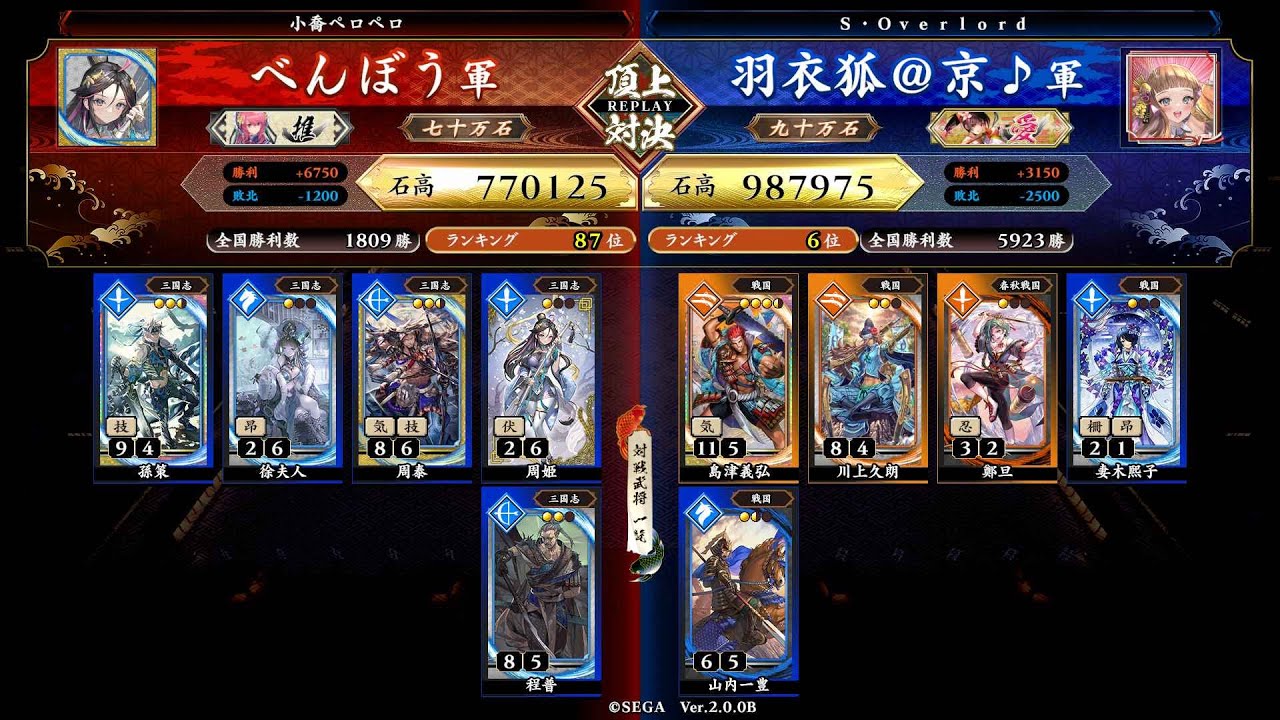 小喬ペロペロ
S・Overlord
べんぼう軍
頂上
REPLAY
対決
羽衣狐@京♪軍
推
七十万石
九十万石
愛
勝利 +6750
敗北 -1200
石高 770125
石高 987975
勝利 +3150
敗北 -2500
全国勝利数 1809勝
ランキング 87位
ランキング 6位
全国勝利数 5923勝
三国志
技
9 4
孫策
三国志
昂
2 6
徐夫人
三国志
気 技
8 6
周泰
三国志
伏
2 6
周姫
戦国
気
11 5
島津義弘
戦国
8 4
川上久朗
春秋戦国
忍
3 2
鄭旦
戦国
柵 昂
2 1
妻木煕子
対戦武将一覧
三国志
8 5
程普
戦国
6 5
山内一豊
©SEGA Ver.2.0.0B